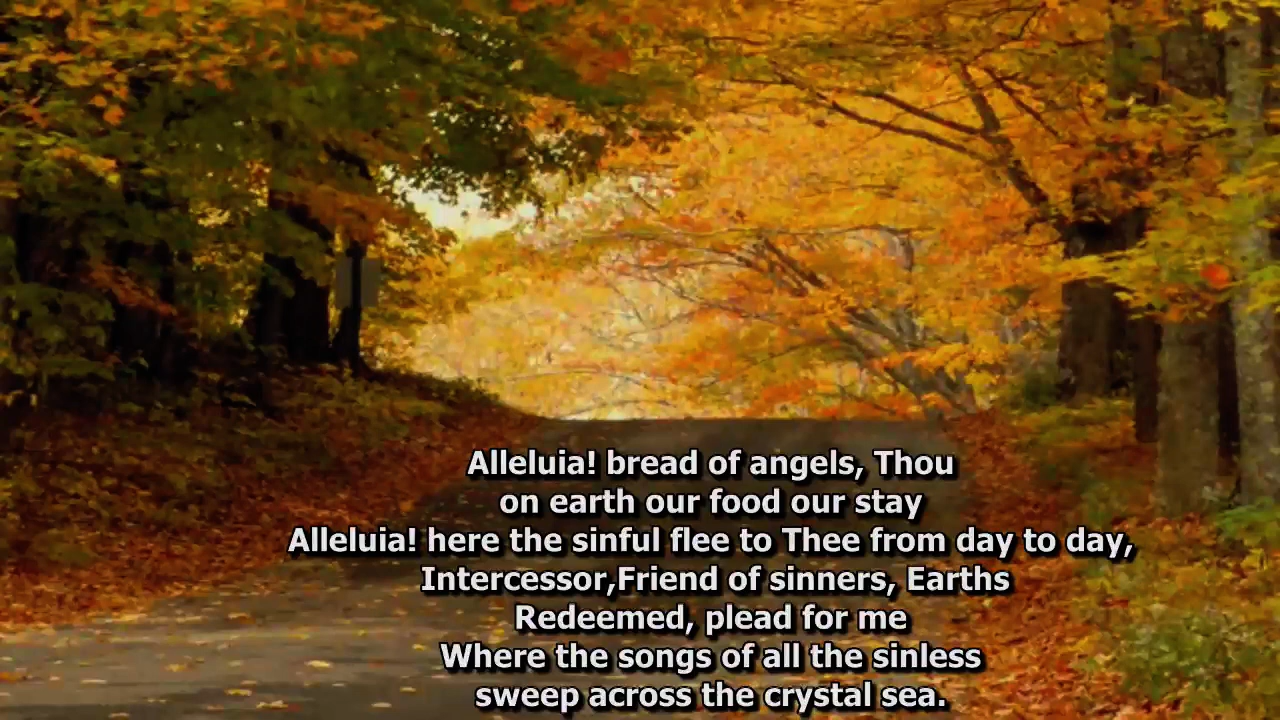 Alleluia! bread of angels, Thou
on earth our food our stay
Alleluia! here the sinful flee to Thee from day to day,
Intercessor,Friend of sinners, Earths
Redeemed, plead for me
Where the songs of all the sinless
sweep across the crystal sea.